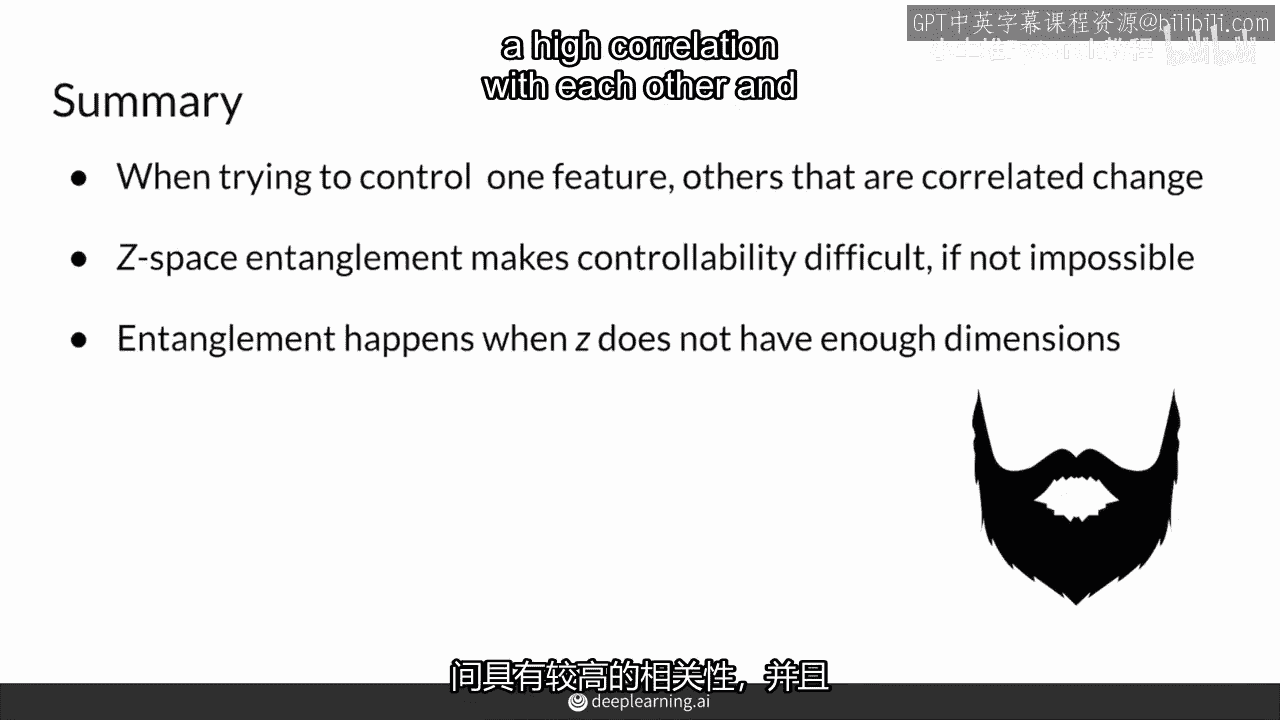 GPT中英字幕课程资源@bilibili.com
a high correlation
with each other and
Summary
● When trying to control one feature, others that are correlated change
● Z-space entanglement makes controllability difficult, if not impossible
● Entanglement happens when z does not have enough dimensions
问具有较高的相关性，并且
deeplearning.ai